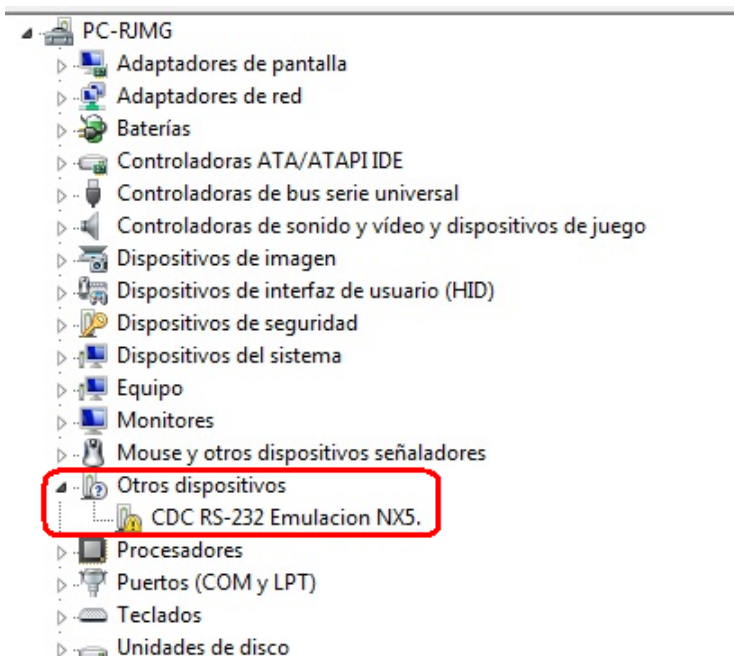 PC-RJMG
Adaptadores de pantalla
Adaptadores de red
Baterías
Controladoras ATA/ATAPI IDE
Controladoras de bus serie universal
Controladoras de sonido y vídeo y dispositivos de juego
Dispositivos de imagen
Dispositivos de interfaz de usuario (HID)
Dispositivos de seguridad
Dispositivos del sistema
Equipo
Monitores
Mouse y otros dispositivos señaladores
Otros dispositivos
CDC RS-232 Emulacion NX5.
Procesadores
Puertos (COM y LPT)
Teclados
Unidades de disco